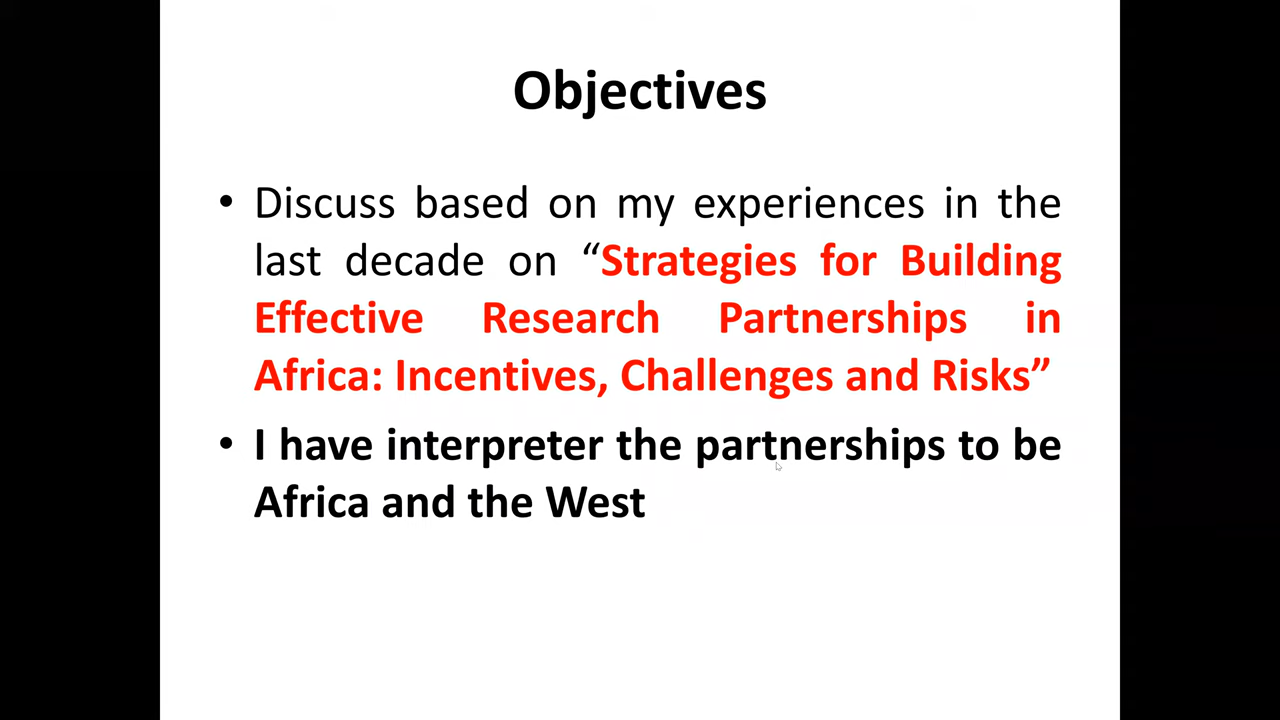 Objectives
• Discuss based on my experiences in the
last decade on “Strategies for Building
Effective Research Partnerships in
Africa: Incentives, Challenges and Risks”
• I have interpreter the partnerships to be
Africa and the West